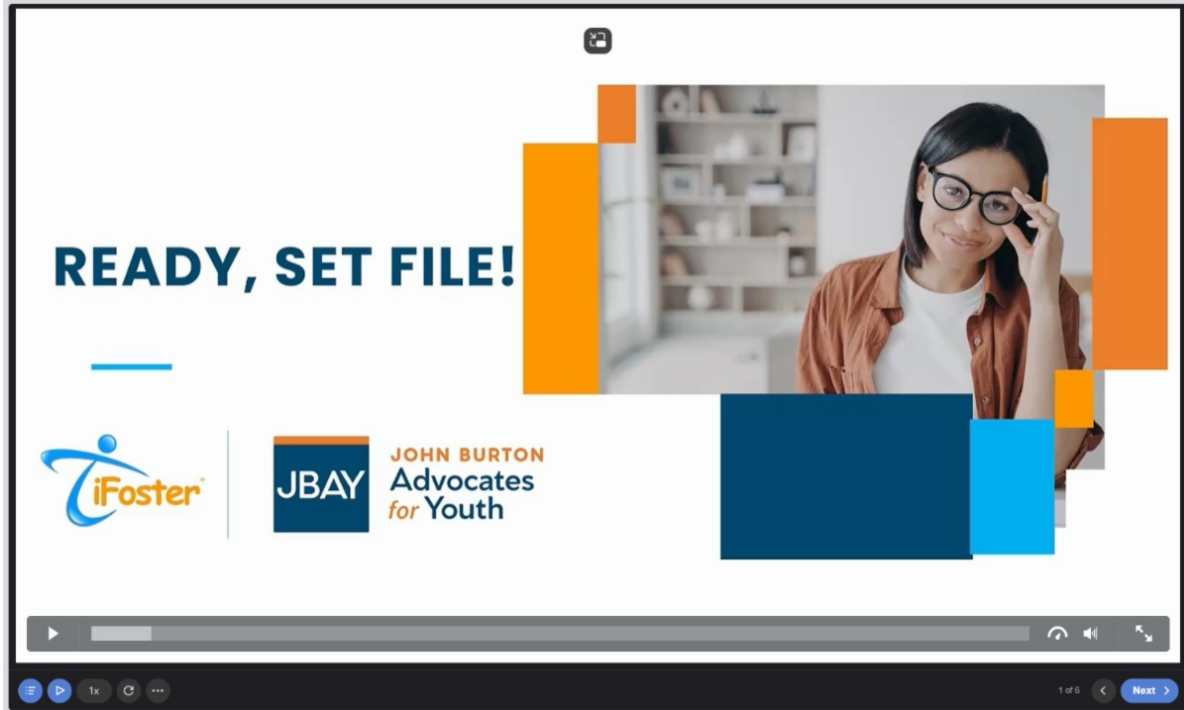 READY, SET FILE!
iFoster
JBAY
JOHN BURTON
Advocates
for Youth
1x
1 of 6
Next